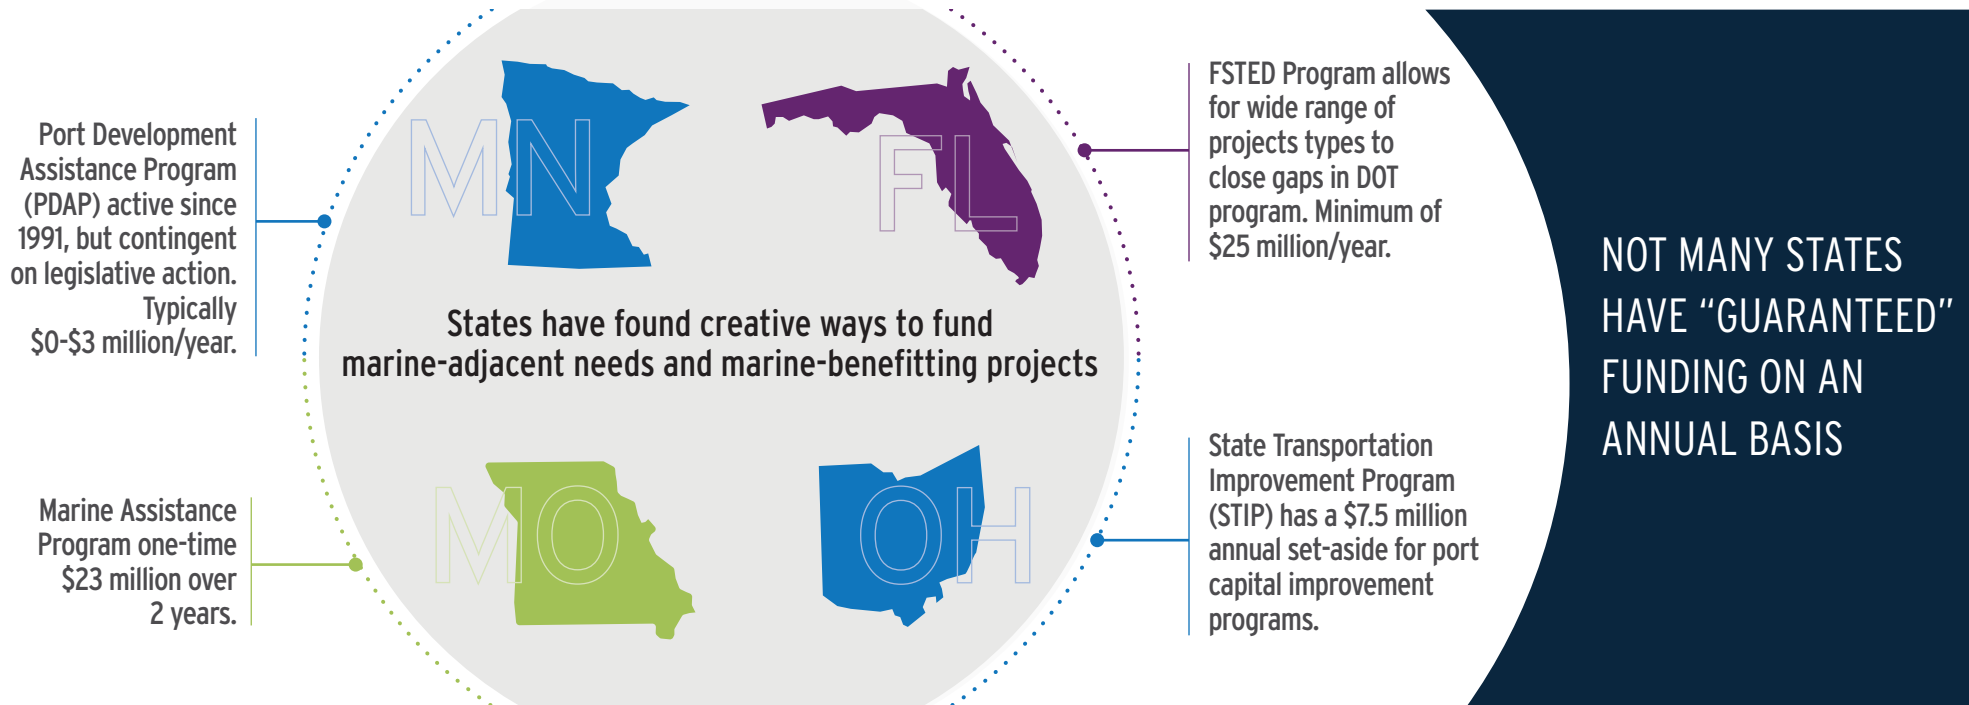 Port Development
Assistance Program
(PDAP) active since
1991, but contingent
on legislative action.
Typically
$0-$3 million/year.
MN
FL
FSTED Program allows
for wide range of
projects types to
close gaps in DOT
program. Minimum of
$25 million/year.
States have found creative ways to fund
marine-adjacent needs and marine-benefitting projects
Marine Assistance
Program one-time
$23 million over
2 years.
MO
OH
State Transportation
Improvement Program
(STIP) has a $7.5 million
annual set-aside for port
capital improvement
programs.
NOT MANY STATES
HAVE “GUARANTEED”
FUNDING ON AN
ANNUAL BASIS